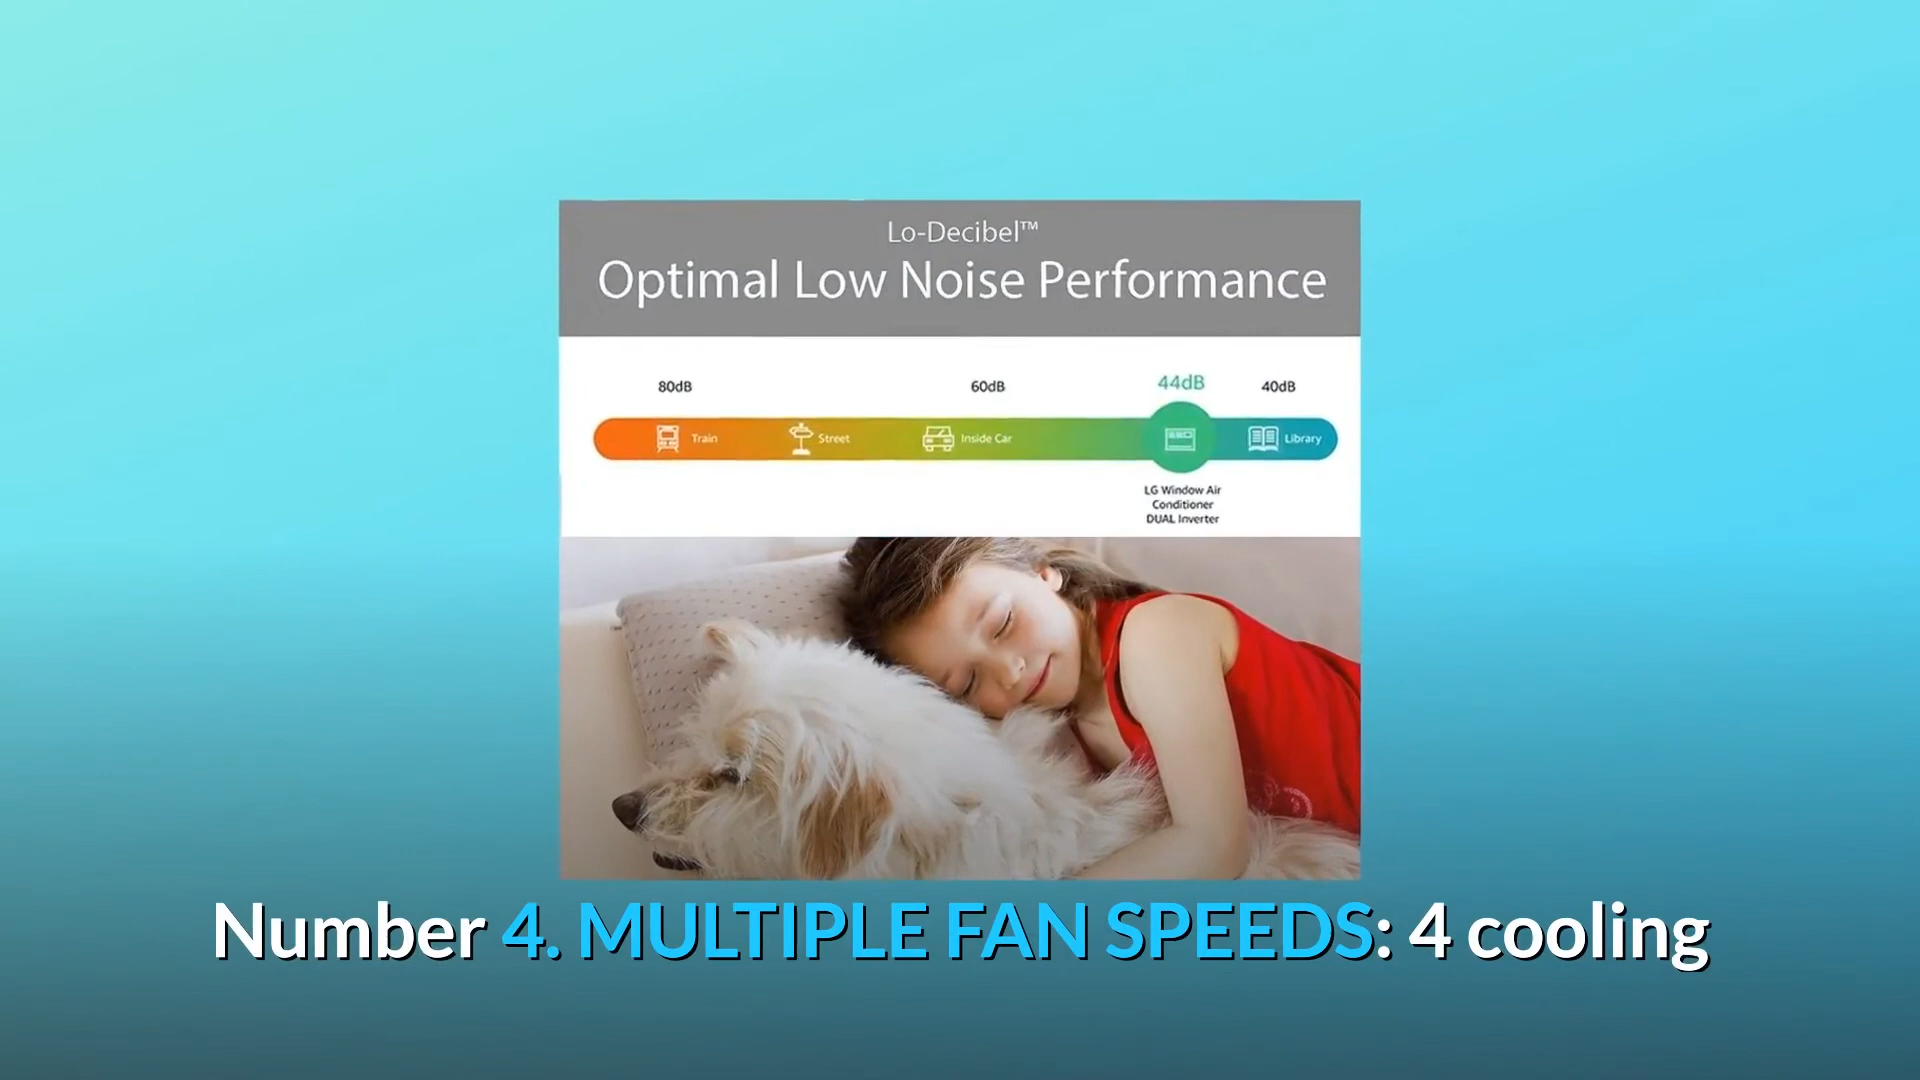 Lo-Decibel™
Optimal Low Noise Performance
80dB 60dB 44dB 40dB
Train Street Inside Car Library
LG Window Air
Conditioner
DUAL Inverter
Number 4. MULTIPLE FAN SPEEDS: 4 cooling